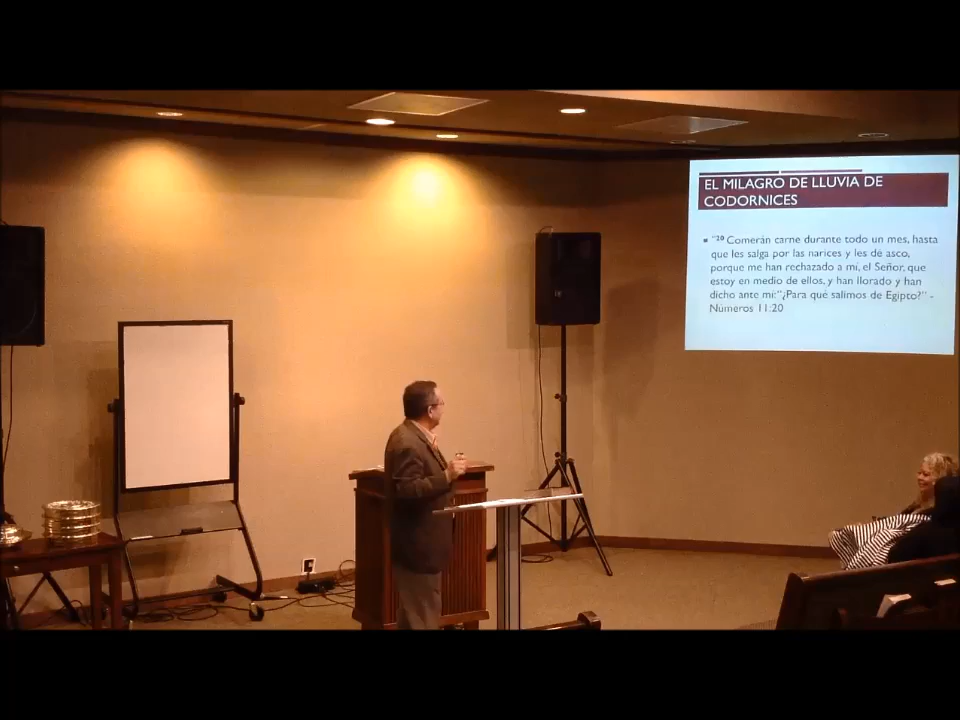 EL MILAGRO DE LLUVIA DE
CODORNICES
"20 Comerán carne durante todo un mes, hasta
que les salga por las narices y les dé asco,
porque me han rechazado a mí, el Señor, que
estoy en medio de ellos, y han llorado y han
dicho ante mí: "¿Para qué salimos de Egipto?" -
Números 11:20